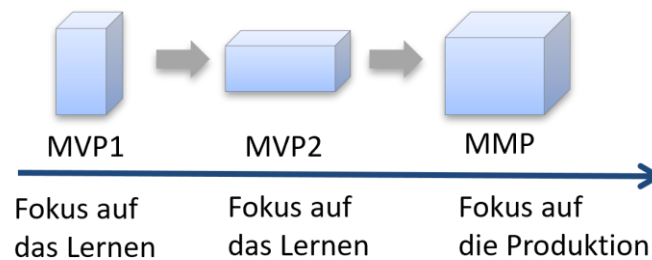 MVP1
MVP2
MMP
Fokus auf
das Lernen
Fokus auf
das Lernen
Fokus auf
die Produktion